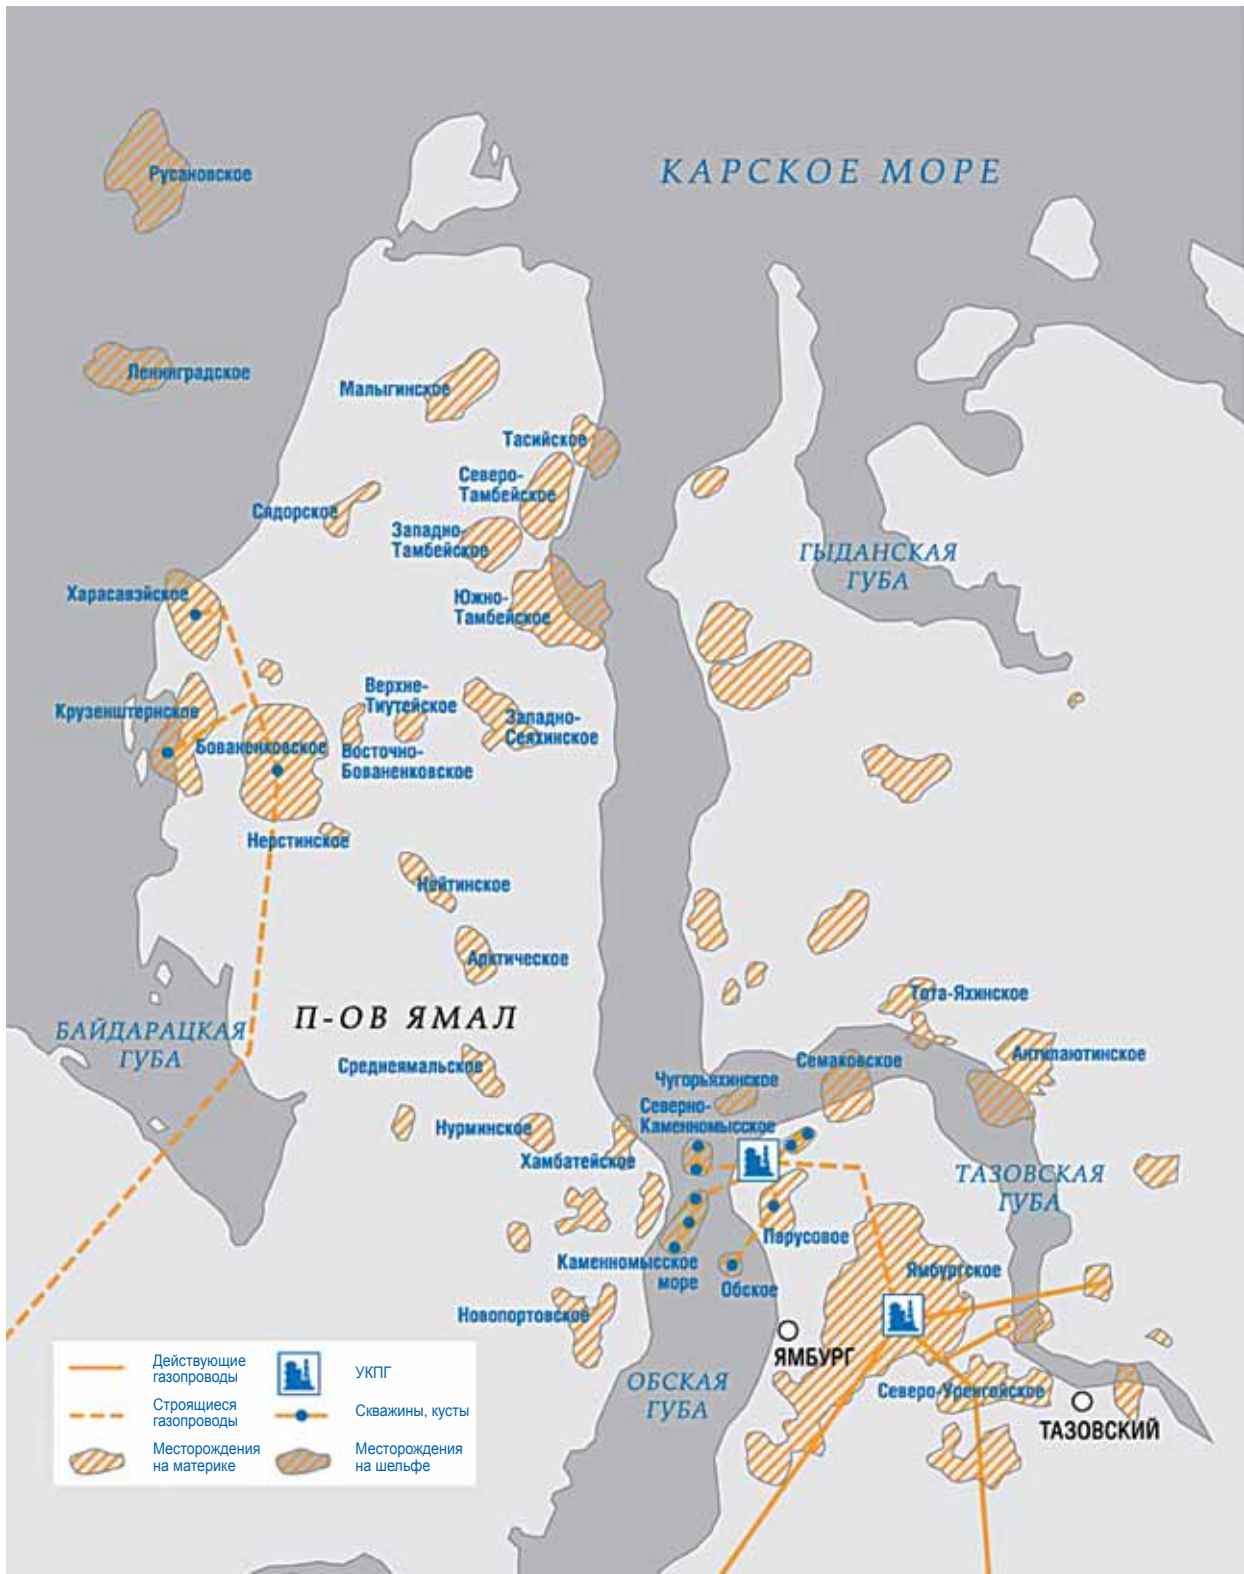 КАРСКОЕ МОРЕ
Русановское
Ленинградское
Малыгинское
Тасийское
Северо-
Тамбейское
Сядорское
Западно-
Тамбейское
ГЫДАНСКАЯ
ГУБА
Харасавэйское
Южно-
Тамбейское
Верхне-
Тиутейское
Крузенштернское
Западно-
Сеяхинское
Бованенковское
Восточно-
Бованенковское
Нерстинское
Нейтинское
Арктическое
Тота-Яхинское
П-ОВ ЯМАЛ
БАЙДАРАЦКАЯ
ГУБА
Антипаютинское
Семаковское
Среднеямальское
Чугорьяхинское
Северно-
Каменномысское
Нурминское
Хамбатейское
ТАЗОВСКАЯ
ГУБА
Парусовое
Каменномысское
море
Обское
Ямбургское
Новопортовское
ЯМБУРГ
ОБСКАЯ
ГУБА
Северо-Уренгойское
ТАЗОВСКИЙ
Действующие
газопроводы
УКПГ
Строящиеся
газопроводы
Скважины, кусты
Месторождения
на материке
Месторождения
на шельфе